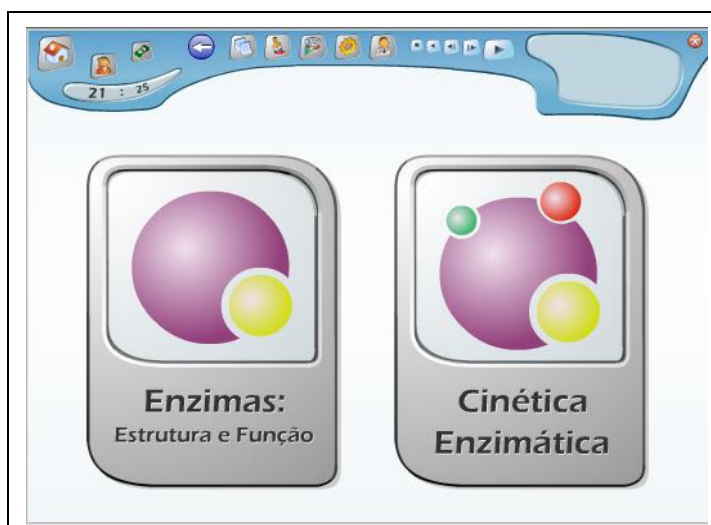 21 : 25
Enzimas:
Estrutura e Função
Cinética
Enzimática